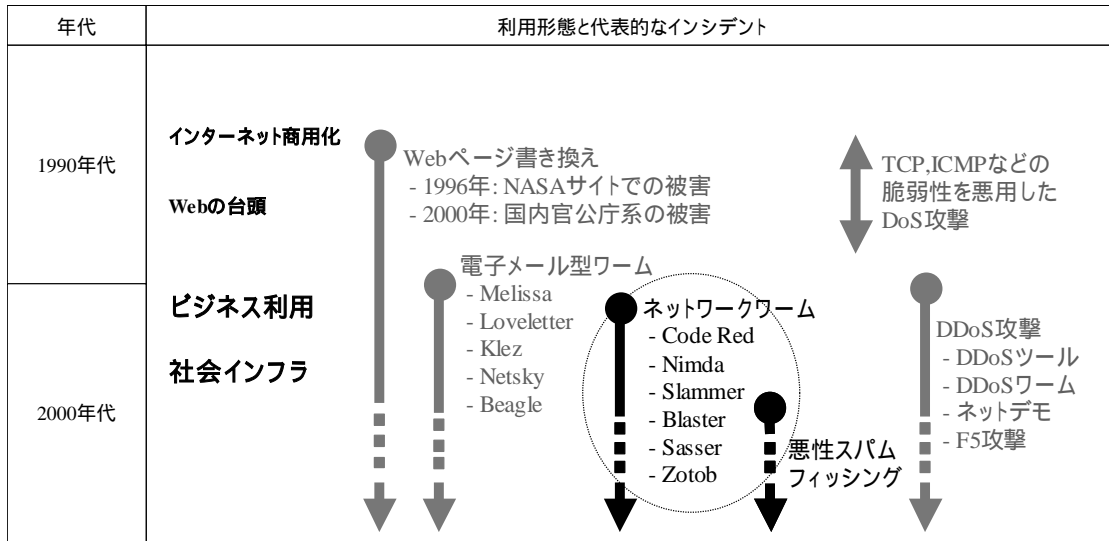 年代
利用形態と代表的なインシデント
1990年代
インターネット商用化
Webの台頭
Webページ書き換え
- 1996年: NASAサイトでの被害
- 2000年: 国内官公庁系の被害
TCP,ICMPなどの
脆弱性を悪用した
DoS攻撃
2000年代
ビジネス利用
社会インフラ
電子メール型ワーム
- Melissa
- Loveletter
- Klez
- Netsky
- Beagle
ネットワークワーム
- Code Red
- Nimda
- Slammer
- Blaster
- Sasser
- Zotob
悪性スパム
フィッシング
DDoS攻撃
- DDoSツール
- DDoSワーム
- ネットデモ
- F5攻撃